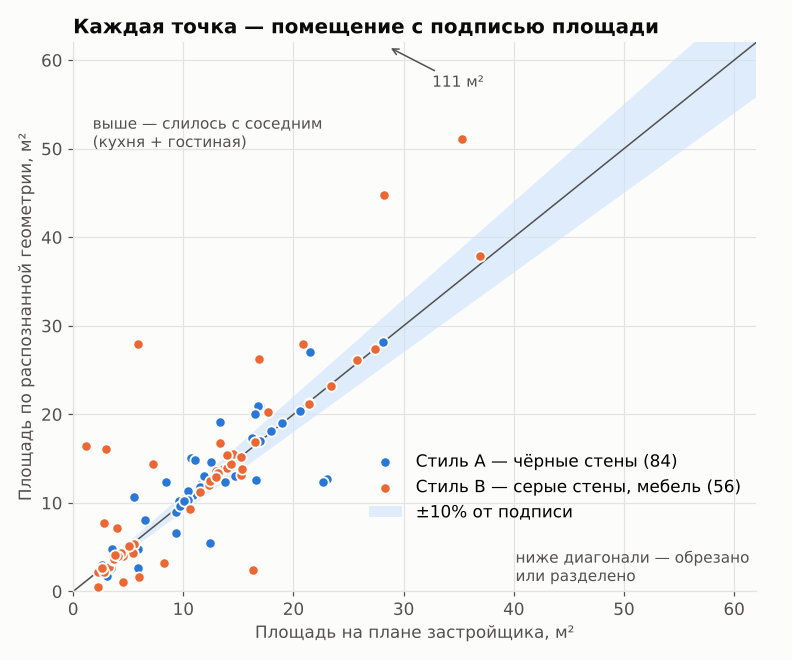 Каждая точка — помещение с подписью площади
111 м²
выше — слилось с соседним
(кухня + гостиная)
Площадь по распознанной геометрии, м²
60
50
40
30
20
10
0
Стиль A — чёрные стены (84)
Стиль B — серые стены, мебель (56)
±10% от подписи
ниже диагонали — обрезано
или разделено
0 10 20 30 40 50 60
Площадь на плане застройщика, м²